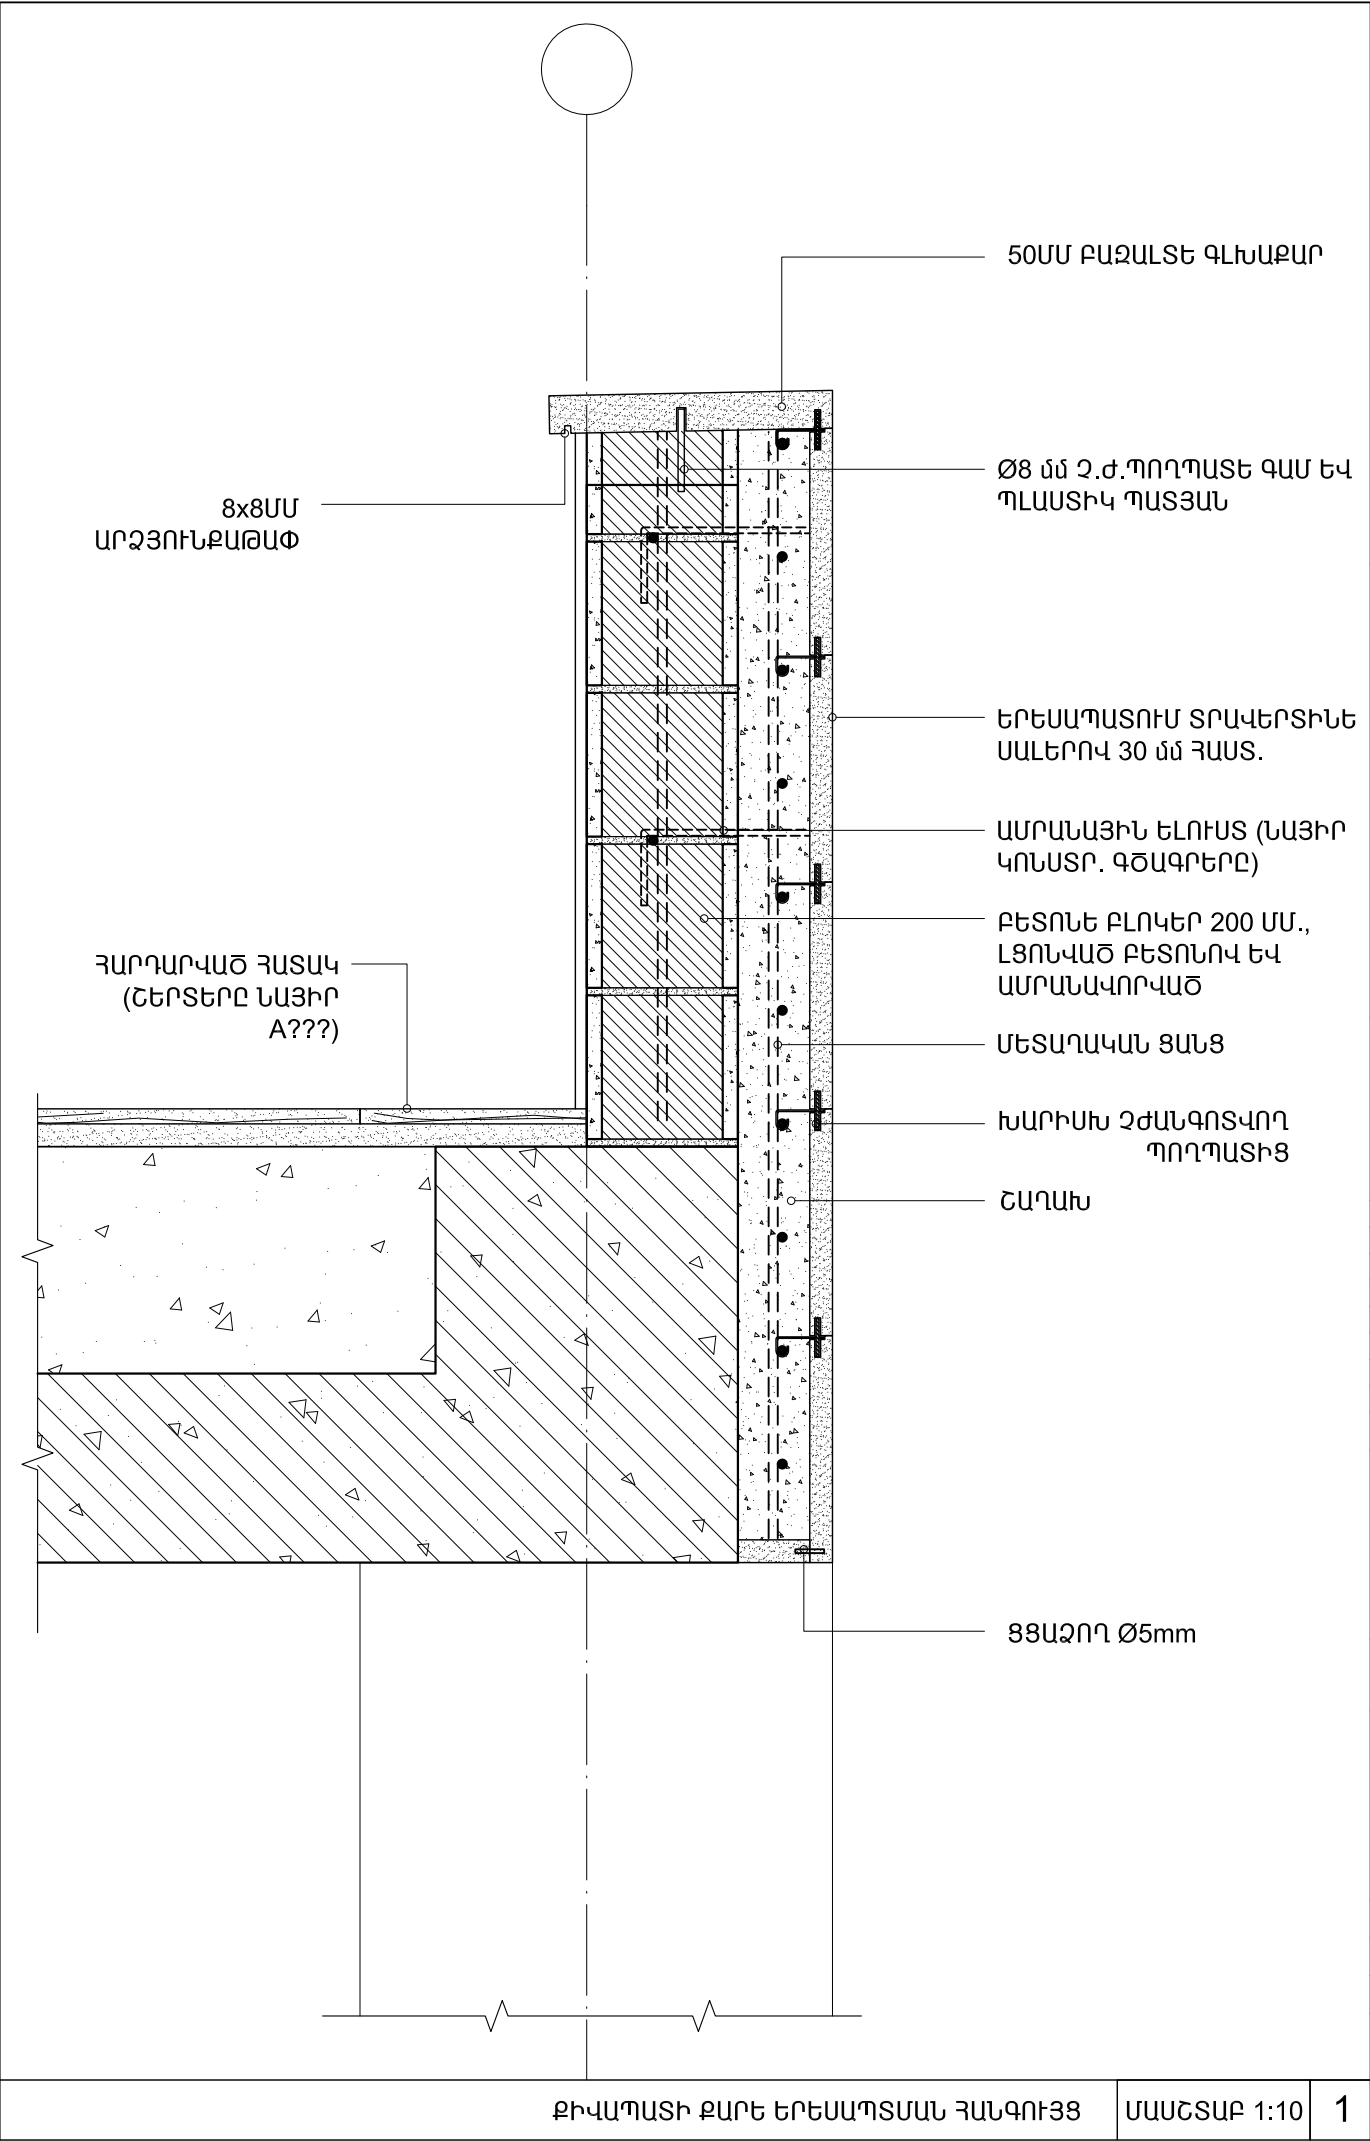 50ՄՄ ԲԱԶԱԼՏԵ ԳԼԽԱՔԱՐ
Ø8 մմ Չ.Ժ.ՊՈՂՊԱՏԵ ԳԱՄ ԵՎ
ՊԼԱՍՏԻԿ ՊԱՏՅԱՆ
8x8ՄՄ
ԱՐՁՅՈՒՆՔԱԹԱՓ
ԵՐԵՍԱՊԱՏՈՒՄ ՏՐԱՎԵՐՏԻՆԵ
ՍԱԼԵՐՈՎ 30 մմ ՀԱՍՏ.
ԱՄՐԱՆԱՅԻՆ ԵԼՈՒՍՏ (ՆԱՅԻՐ
ԿՈՆՍՏՐ. ԳԾԱԳՐԵՐԸ)
ԲԵՏՈՆԵ ԲԼՈԿԵՐ 200 ՄՄ.,
ԼՑՈՆՎԱԾ ԲԵՏՈՆՈՎ ԵՎ
ԱՄՐԱՆԱՎՈՐՎԱԾ
ՀԱՐԴԱՐՎԱԾ ՀԱՏԱԿ
(ՇԵՐՏԵՐԸ ՆԱՅԻՐ
A???)
ՄԵՏԱՂԱԿԱՆ ՑԱՆՑ
ԽԱՐԻՍԽ ՉԺԱՆԳՈՏՎՈՂ
ՊՈՂՊԱՏԻՑ
ՇԱՂԱԽ
ՑՑԱՁՈՂ Ø5mm
ՔԻՎԱՊԱՏԻ ՔԱՐԵ ԵՐԵՍԱՊՏՄԱՆ ՀԱՆԳՈՒՅՑ
ՄԱՍՇՏԱԲ 1:10
1